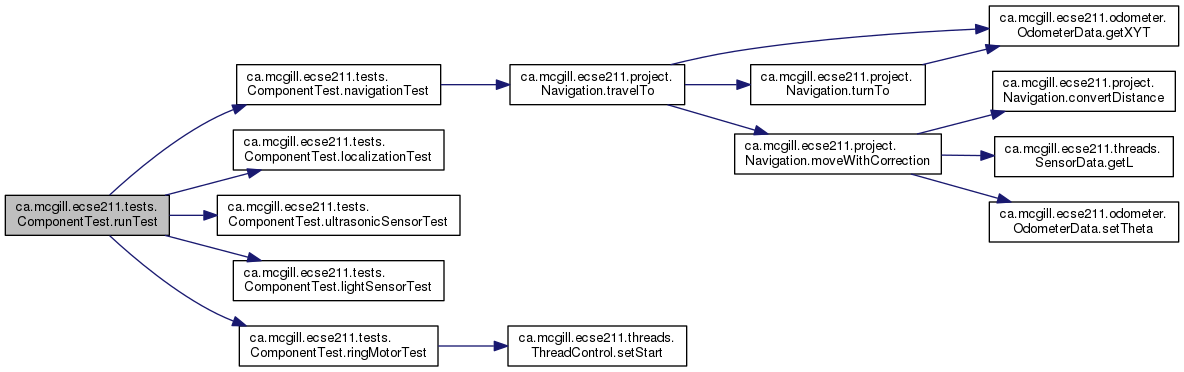 ca.mcgill.ecse211.tests.
ComponentTest.runTest
ca.mcgill.ecse211.tests.
ComponentTest.navigationTest
ca.mcgill.ecse211.tests.
ComponentTest.localizationTest
ca.mcgill.ecse211.tests.
ComponentTest.ultrasonicSensorTest
ca.mcgill.ecse211.tests.
ComponentTest.lightSensorTest
ca.mcgill.ecse211.tests.
ComponentTest.ringMotorTest
ca.mcgill.ecse211.project.
Navigation.travelTo
ca.mcgill.ecse211.threads.
ThreadControl.setStart
ca.mcgill.ecse211.project.
Navigation.turnTo
ca.mcgill.ecse211.project.
Navigation.moveWithCorrection
ca.mcgill.ecse211.odometer.
OdometerData.getXYT
ca.mcgill.ecse211.project.
Navigation.convertDistance
ca.mcgill.ecse211.threads.
SensorData.getL
ca.mcgill.ecse211.odometer.
OdometerData.setTheta